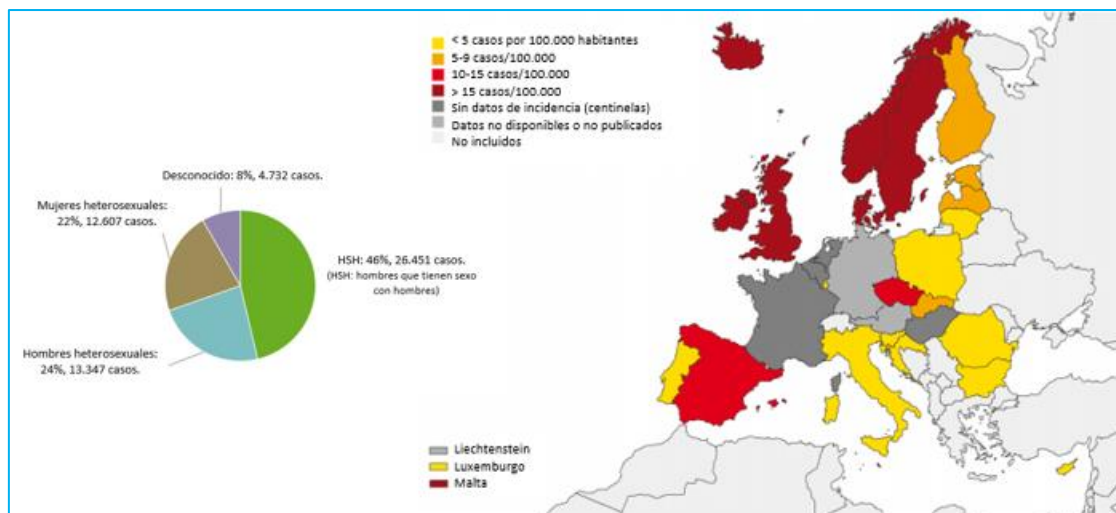 < 5 casos por 100.000 habitantes
5-9 casos/100.000
10-15 casos/100.000
> 15 casos/100.000
Sin datos de incidencia (centinelas)
Datos no disponibles o no publicados
No incluidos
Desconocido: 8%, 4.732 casos.
Mujeres heterosexuales:
22%, 12.607 casos.
HSH: 46%, 26.451 casos.
(HSH: hombres que tienen sexo
con hombres)
Hombres heterosexuales:
24%, 13.347 casos.
Liechtenstein
Luxemburgo
Malta